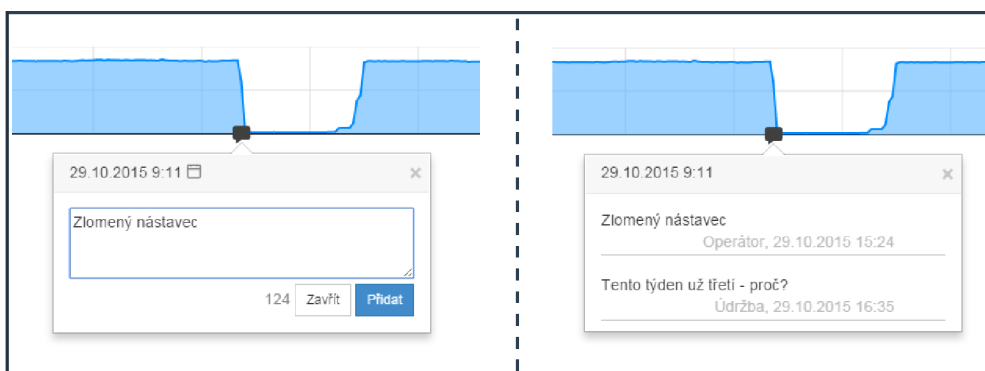 29.10.2015 9:11
×
Zlomený nástavec
124 Zavřít Přidat
29.10.2015 9:11
×
Zlomený nástavec
Operátor, 29.10.2015 15:24
Tento týden už třetí - proč?
Údržba, 29.10.2015 16:35